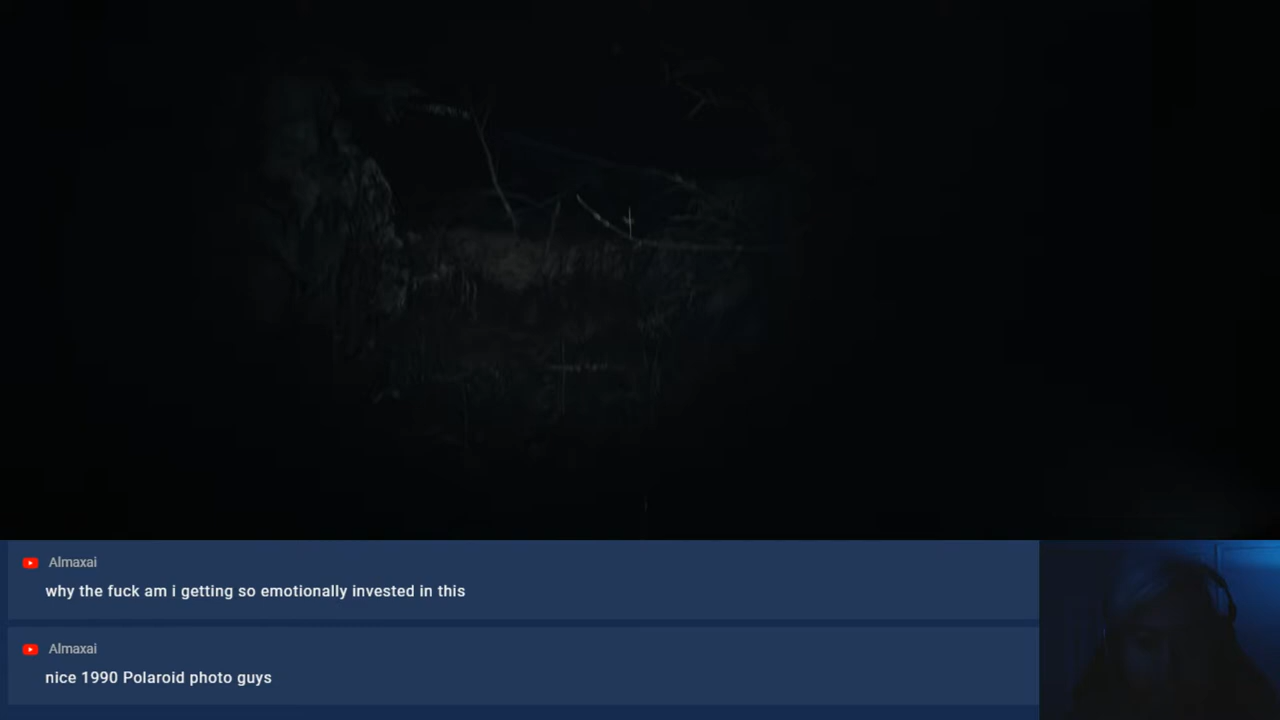 Almaxai
why the fuck am i getting so emotionally invested in this
Almaxai
nice 1990 Polaroid photo guys